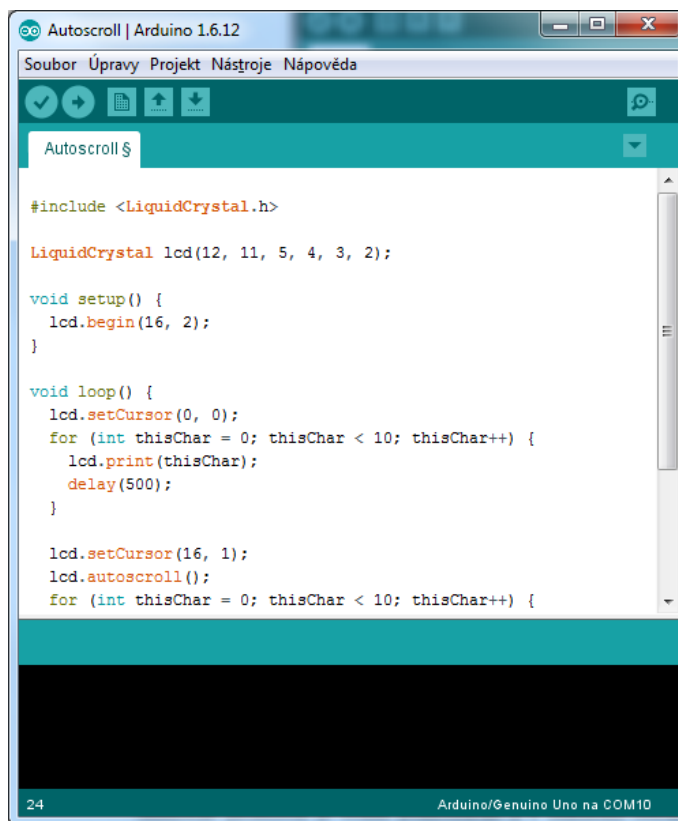 Autoscroll | Arduino 1.6.12
Soubor Úpravy Projekt Nástroje Nápověda
Autoscroll §
#include <LiquidCrystal.h>
LiquidCrystal lcd(12, 11, 5, 4, 3, 2);
void setup() {
  lcd.begin(16, 2);
}
void loop() {
  lcd.setCursor(0, 0);
  for (int thisChar = 0; thisChar < 10; thisChar++) {
    lcd.print(thisChar);
    delay(500);
  }
  lcd.setCursor(16, 1);
  lcd.autoscroll();
  for (int thisChar = 0; thisChar < 10; thisChar++) {
24 Arduino/Genuino Uno na COM10